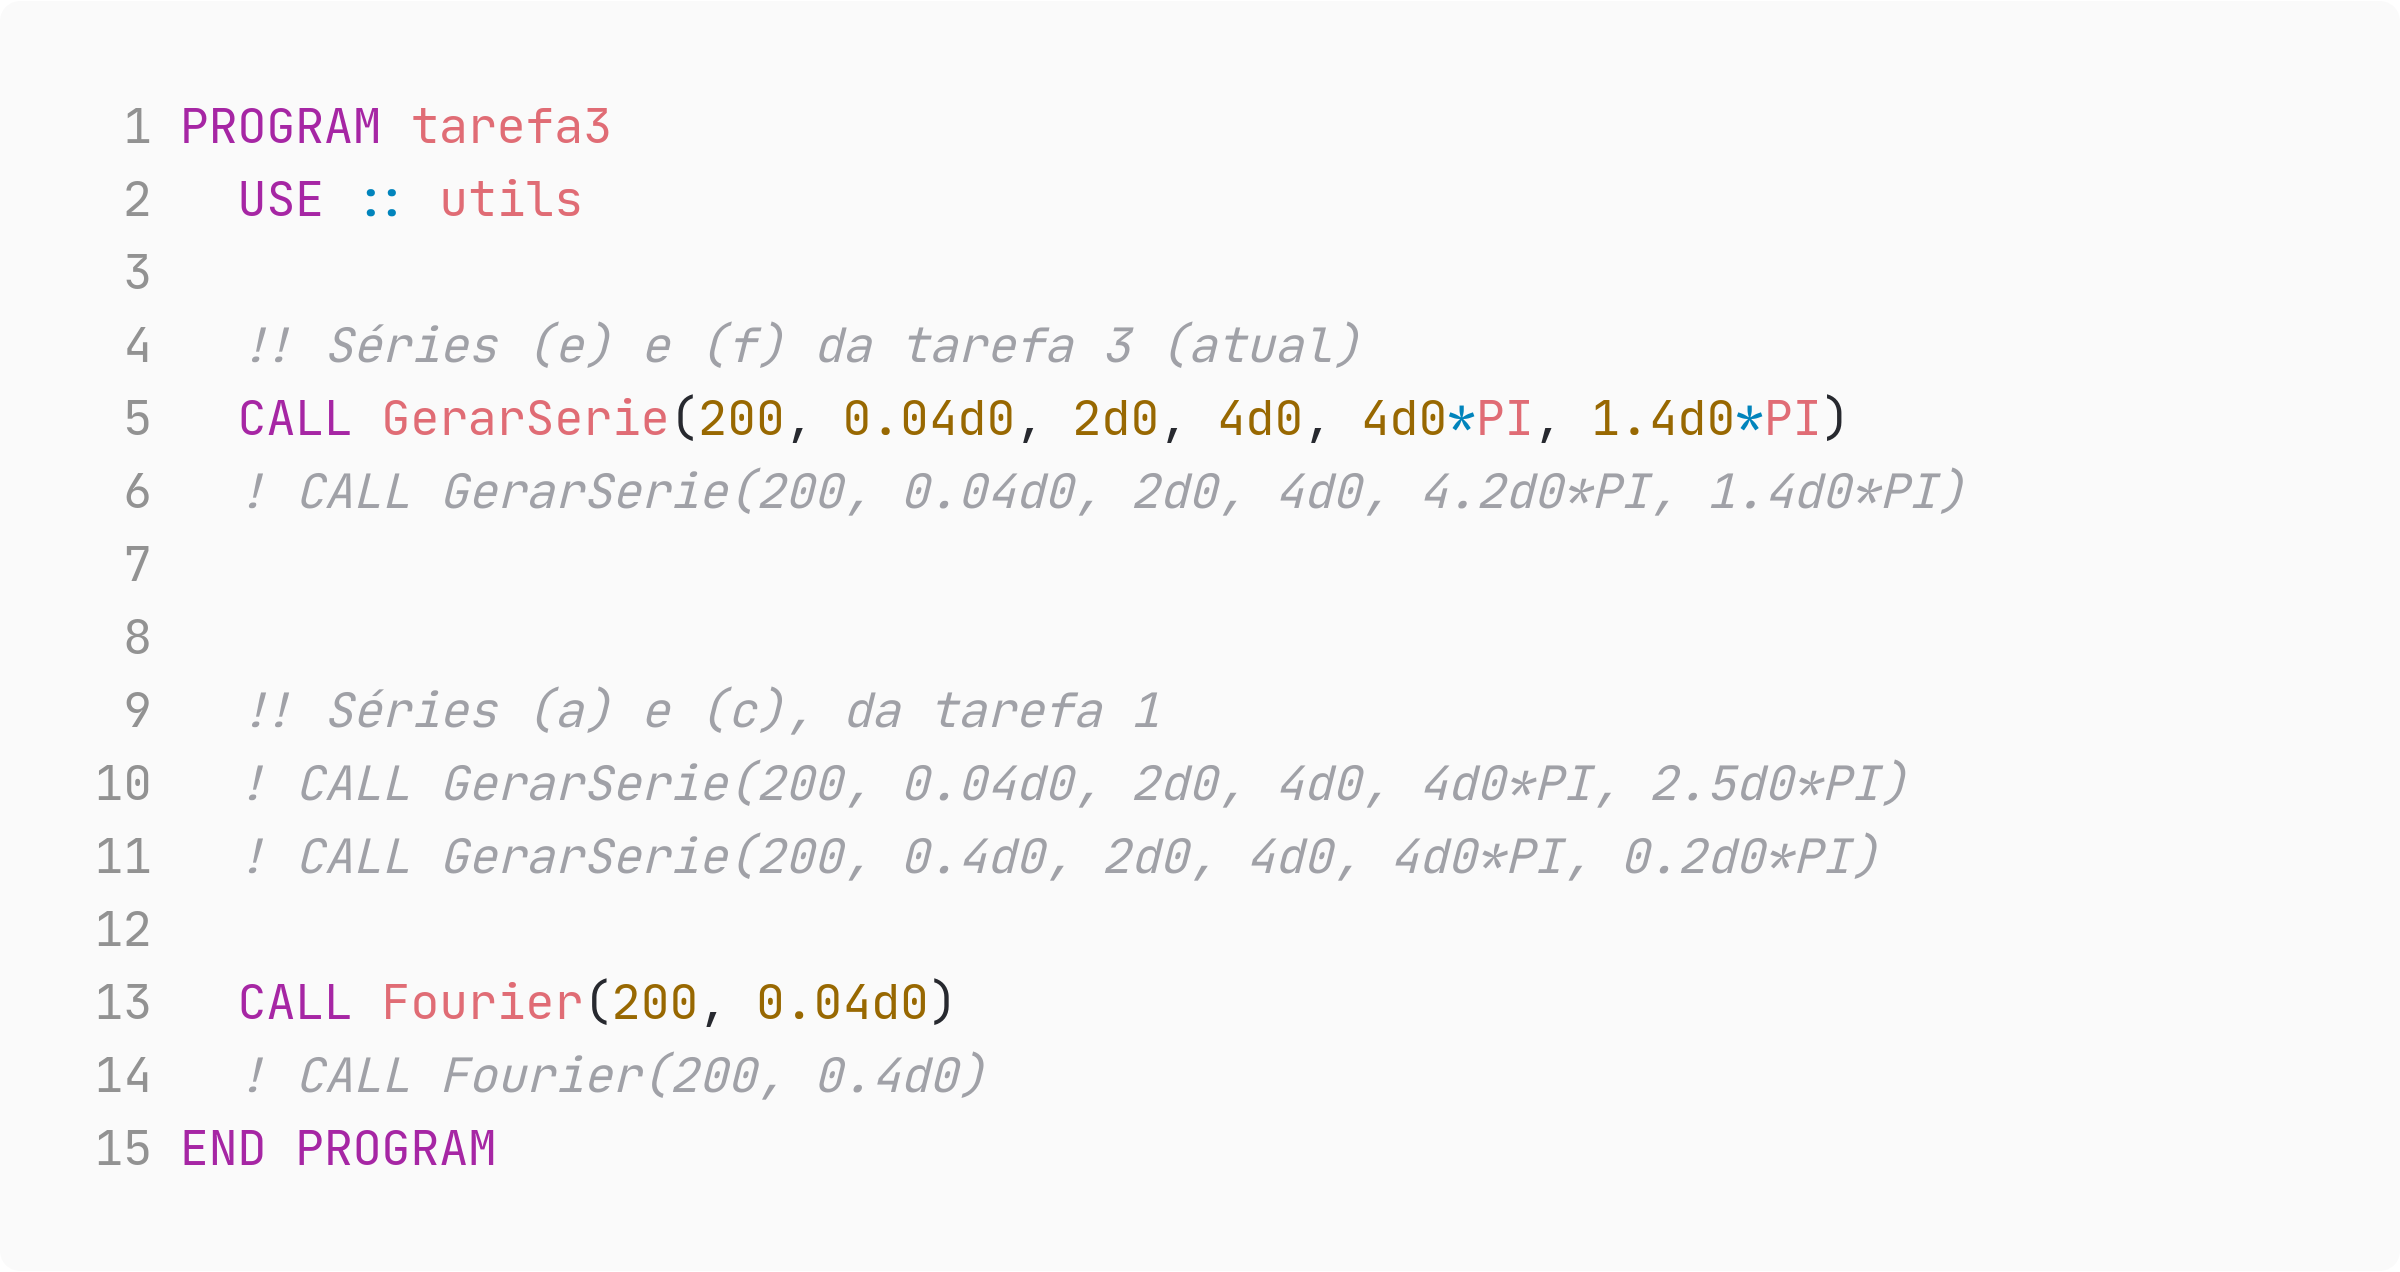 1 PROGRAM tarefa3
2   USE :: utils
3
4   !! Séries (e) e (f) da tarefa 3 (atual)
5   CALL GerarSerie(200, 0.04d0, 2d0, 4d0, 4d0*PI, 1.4d0*PI)
6   ! CALL GerarSerie(200, 0.04d0, 2d0, 4d0, 4.2d0*PI, 1.4d0*PI)
7
8
9   !! Séries (a) e (c), da tarefa 1
10   ! CALL GerarSerie(200, 0.04d0, 2d0, 4d0, 4d0*PI, 2.5d0*PI)
11   ! CALL GerarSerie(200, 0.4d0, 2d0, 4d0, 4d0*PI, 0.2d0*PI)
12
13   CALL Fourier(200, 0.04d0)
14   ! CALL Fourier(200, 0.4d0)
15 END PROGRAM